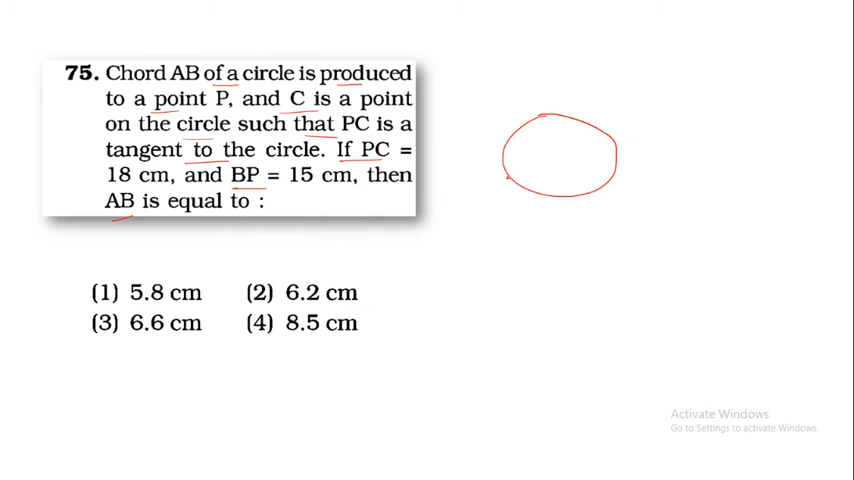 75. Chord AB of a circle is produced
to a point P, and C is a point
on the circle such that PC is a
tangent to the circle. If PC =
18 cm, and BP = 15 cm, then
AB is equal to :
(1) 5.8 cm (2) 6.2 cm
(3) 6.6 cm (4) 8.5 cm
Activate Windows
Go to Settings to activate Windows.